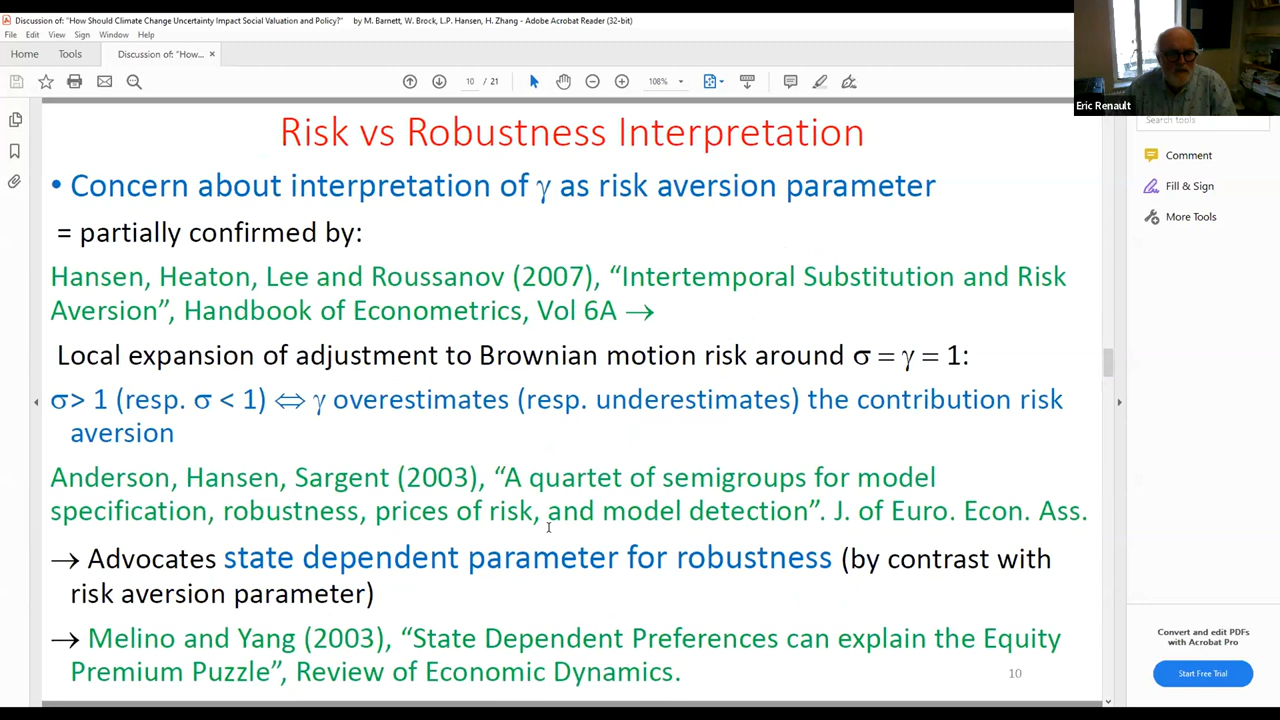 Discussion of: "How Should Climate Change Uncertainty Impact Social Valuation and Policy?" by M. Barnett, W. Brock, L.P. Hansen, H. Zhang - Adobe Acrobat Reader (32-bit)
File Edit View Sign Window Help
Home Tools Discussion of: "How... ×
10 / 21 108%
Eric Renault
Search tools
Comment
Fill & Sign
More Tools
Risk vs Robustness Interpretation
• Concern about interpretation of γ as risk aversion parameter
= partially confirmed by:
Hansen, Heaton, Lee and Roussanov (2007), "Intertemporal Substitution and Risk
Aversion", Handbook of Econometrics, Vol 6A →
Local expansion of adjustment to Brownian motion risk around σ = γ = 1:
σ> 1 (resp. σ < 1) ⇔ γ overestimates (resp. underestimates) the contribution risk
aversion
Anderson, Hansen, Sargent (2003), "A quartet of semigroups for model
specification, robustness, prices of risk, and model detection". J. of Euro. Econ. Ass.
→ Advocates state dependent parameter for robustness (by contrast with
risk aversion parameter)
→ Melino and Yang (2003), "State Dependent Preferences can explain the Equity
Premium Puzzle", Review of Economic Dynamics.
10
Convert and edit PDFs
with Acrobat Pro
Start Free Trial